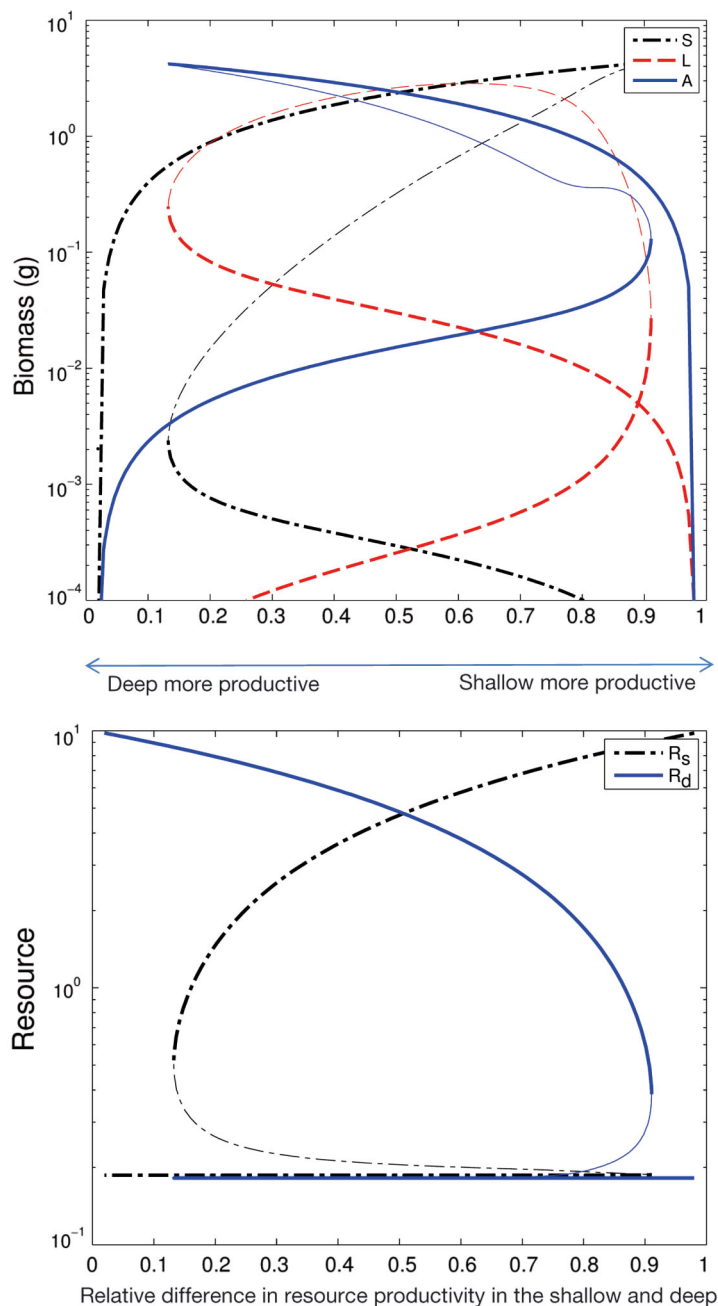 10^1
10^0
10^-1
10^-2
10^-3
10^-4
Biomass (g)
S
L
A
0 0.1 0.2 0.3 0.4 0.5 0.6 0.7 0.8 0.9 1
Deep more productive Shallow more productive
10^1
10^0
10^-1
Resource
R_s
R_d
0 0.1 0.2 0.3 0.4 0.5 0.6 0.7 0.8 0.9 1
Relative difference in resource productivity in the shallow and deep